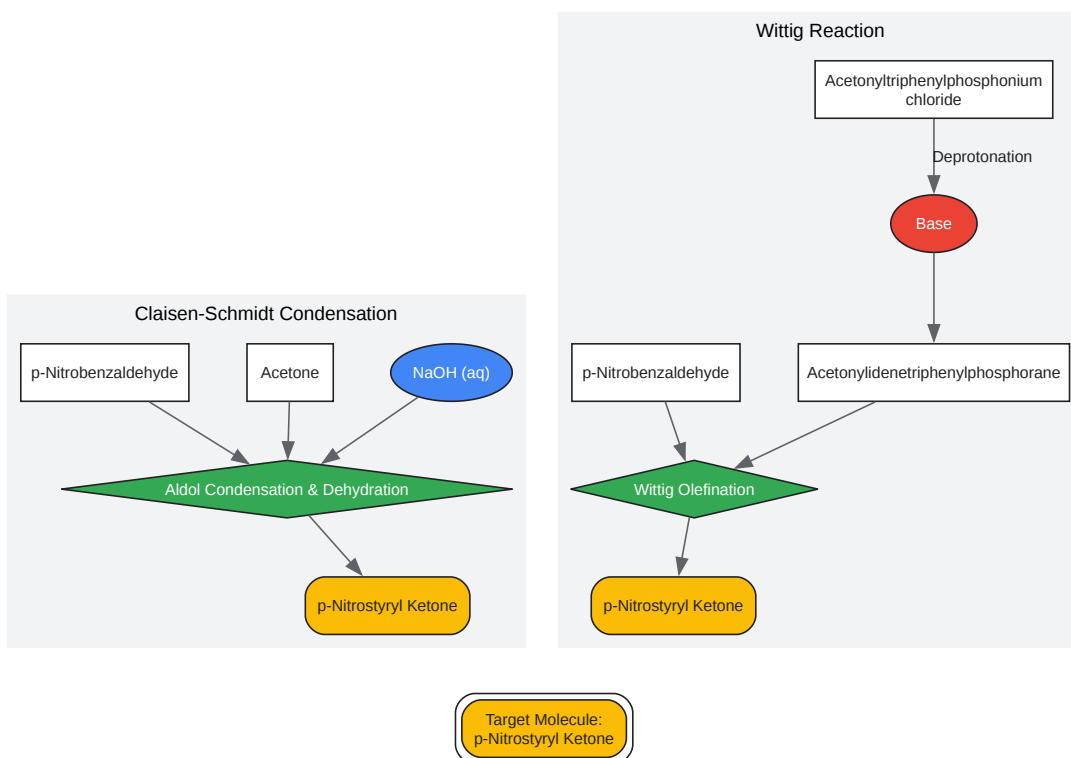 Wittig Reaction
Acetonyltriphenylphosphonium
chloride
Deprotonation
Base
Claisen-Schmidt Condensation
p-Nitrobenzaldehyde
Acetone
NaOH (aq)
p-Nitrobenzaldehyde
Acetonylidenetriphenylphosphorane
Aldol Condensation & Dehydration
Wittig Olefination
p-Nitrostyryl Ketone
p-Nitrostyryl Ketone
Target Molecule:
p-Nitrostyryl Ketone